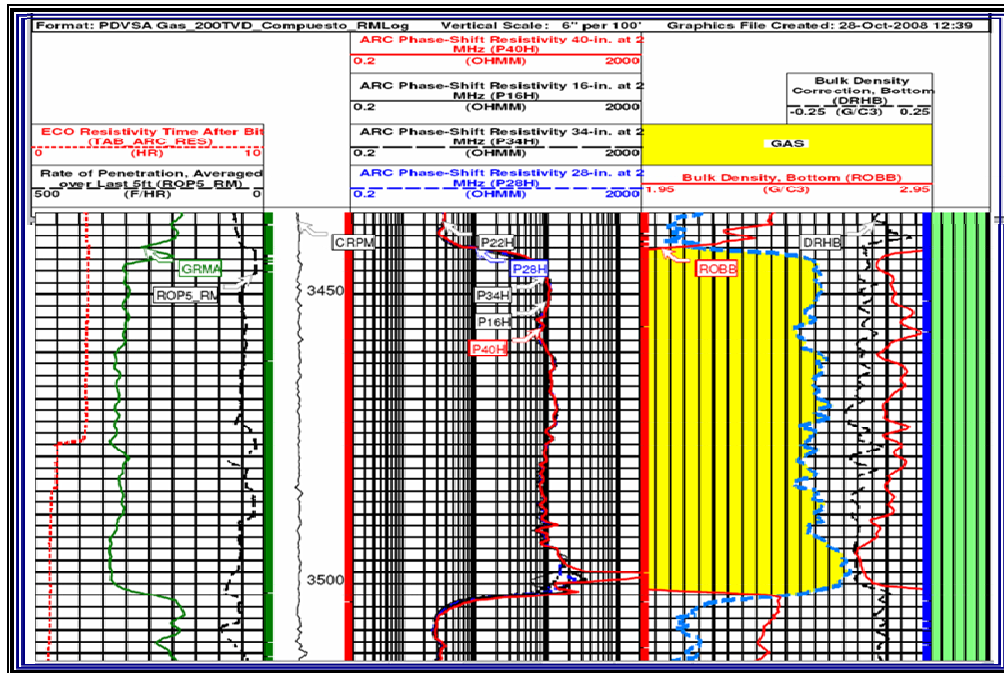 Format: PDVSA Gas_200TVD_Compuesto_RMLog Vertical Scale: 6" per 100' Graphics File Created: 28-Oct-2008 12:39
ARC Phase-Shift Resistivity 40-in. at 2
MHz (P40H)
0.2 (OHMM) 2000
ARC Phase-Shift Resistivity 16-in. at 2
MHz (P16H)
0.2 (OHMM) 2000
Bulk Density
Correction, Bottom
(DRHB)
-0.25 (G/C3) 0.25
ECO Resistivity Time After Bit
(TAB_ARC_RES)
0 (HR) 10
ARC Phase-Shift Resistivity 34-in. at 2
MHz (P34H)
0.2 (OHMM) 2000
GAS
Rate of Penetration, Averaged
over Last 5ft (ROP5_RM)
500 (F/HR) 0
ARC Phase-Shift Resistivity 28-in. at 2
MHz (P28H)
0.2 (OHMM) 2000
Bulk Density, Bottom (ROBB)
1.95 (G/C3) 2.95
CRPM
P22H
DRHB
GRMA
P28H
ROBB
ROP5_RM
3450
P34H
P16H
P40H
3500